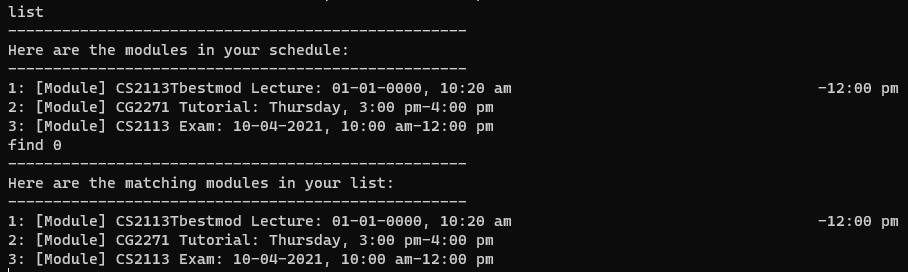 list
---------------------------------------------------
Here are the modules in your schedule:
---------------------------------------------------
1: [Module] CS2113Tbestmod Lecture: 01-01-0000, 10:20 am                                  -12:00 pm
2: [Module] CG2271 Tutorial: Thursday, 3:00 pm-4:00 pm
3: [Module] CS2113 Exam: 10-04-2021, 10:00 am-12:00 pm
find 0
---------------------------------------------------
Here are the matching modules in your list:
---------------------------------------------------
1: [Module] CS2113Tbestmod Lecture: 01-01-0000, 10:20 am                                  -12:00 pm
2: [Module] CG2271 Tutorial: Thursday, 3:00 pm-4:00 pm
3: [Module] CS2113 Exam: 10-04-2021, 10:00 am-12:00 pm